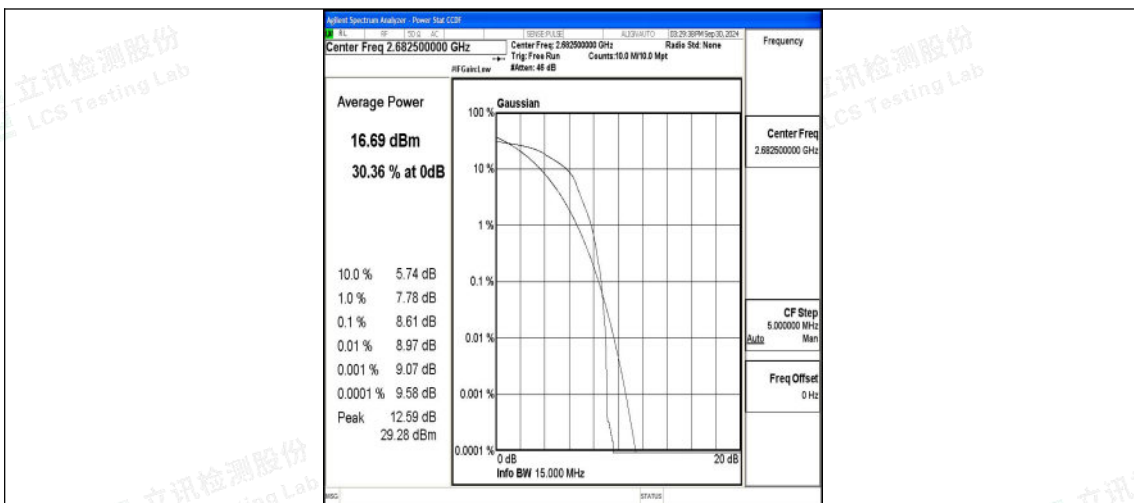 Agilent Spectrum Analyzer - Power Stat CCDF
RL RF 50 Ω AC SENSE:PULSE ALIGNAUTO 03:29:38PM Sep 30, 2024
Center Freq 2.682500000 GHz
Center Freq: 2.682500000 GHz Radio Std: None
Trig: Free Run Counts:10.0 M/10.0 Mpt
#IFGain:Low #Atten: 46 dB
Frequency
Average Power
16.69 dBm
30.36 % at 0dB
10.0 % 5.74 dB
1.0 % 7.78 dB
0.1 % 8.61 dB
0.01 % 8.97 dB
0.001 % 9.07 dB
0.0001 % 9.58 dB
Peak 12.59 dB
29.28 dBm
Gaussian
100 %
10 %
1 %
0.1 %
0.01 %
0.001 %
0.0001 %
0 dB 20 dB
Info BW 15.000 MHz
Center Freq
2.682500000 GHz
CF Step
5.000000 MHz
Auto Man
Freq Offset
0 Hz
MSG STATUS
立讯检测股份
LCS Testing Lab
立讯检测股份
LCS Testing Lab
立讯检测股份